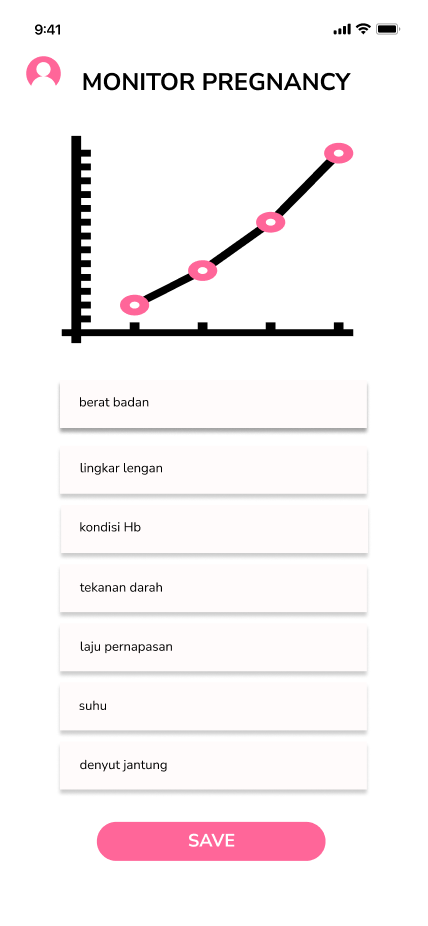 9:41
MONITOR PREGNANCY
berat badan
lingkar lengan
kondisi Hb
tekanan darah
laju pernapasan
suhu
denyut jantung
SAVE